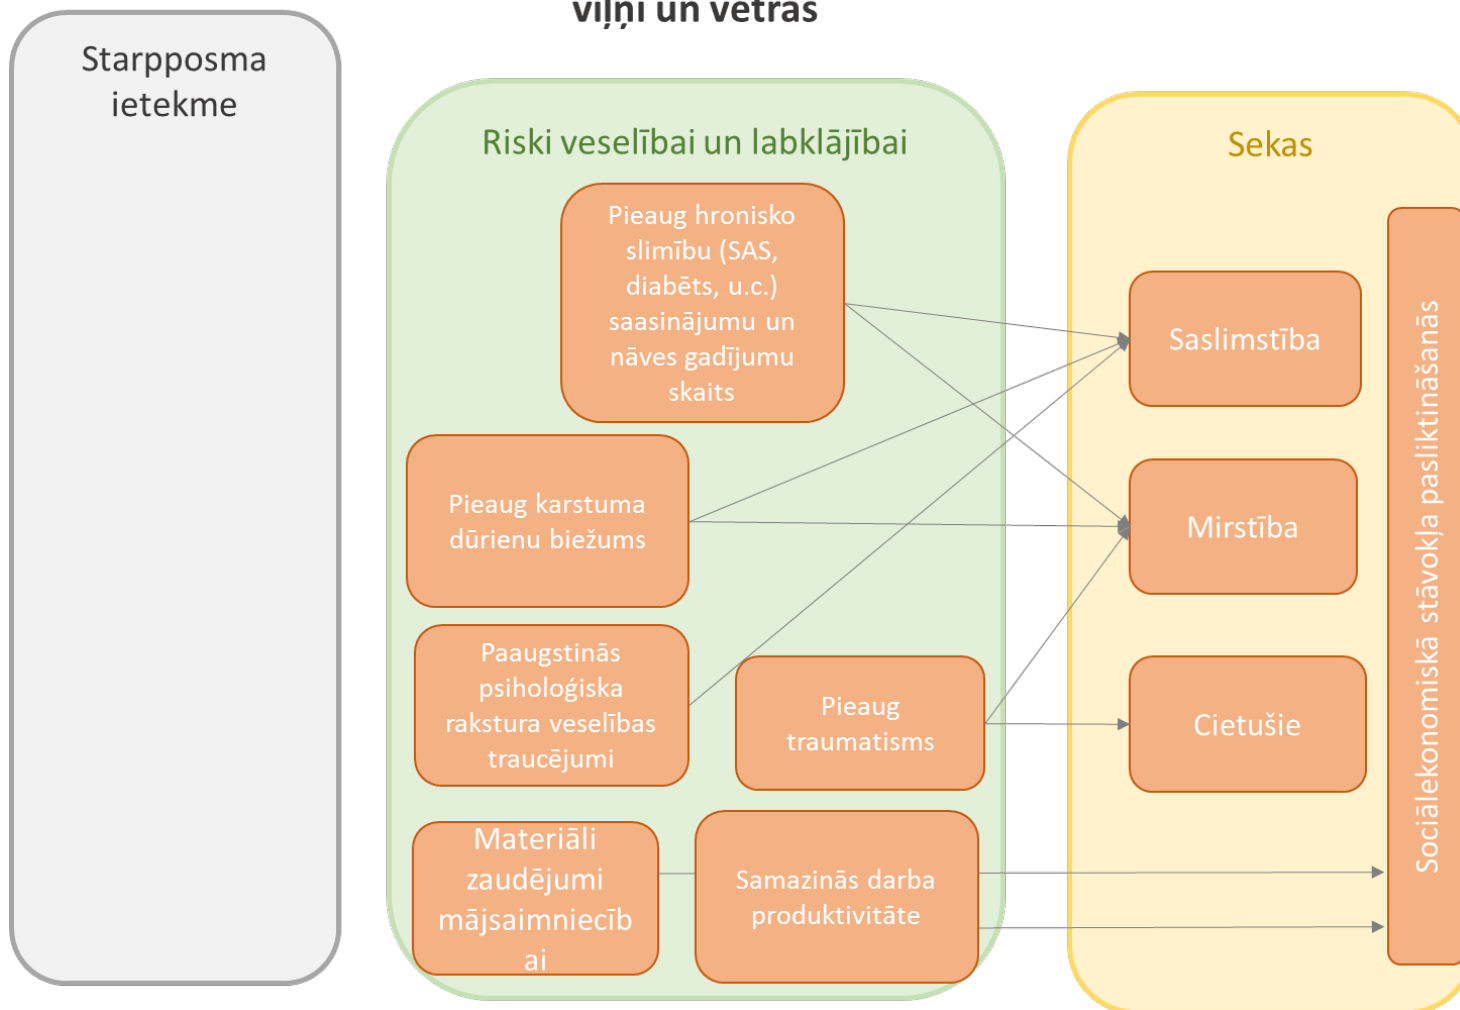 viļņi un vētras
Starpposma
ietekme
Riski veselībai un labklājībai
Pieaug hronisko
slimību (SAS,
diabēts, u.c.)
saasinājumu un
nāves gadījumu
skaits
Pieaug karstuma
dūrienu biežums
Paaugstinās
psiholoģiska
rakstura veselības
traucējumi
Pieaug
traumatisms
Materiāli
zaudējumi
mājsaimniecīb
ai
Samazinās darba
produktivitāte
Sekas
Saslimstība
Mirstība
Cietušie
Sociālekonomiskā stāvokļa pasliktināšanās